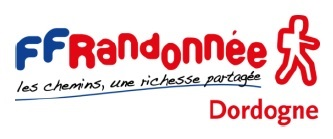 FFRandonnée
les chemins, une richesse partagée
Dordogne